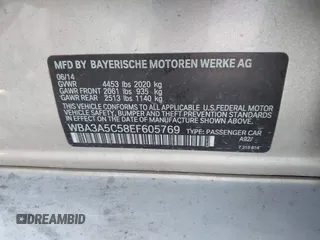 MFD BY BAYERISCHE MOTOREN WERKE AG
06/14
GVWR 4453 lbs 2020 kg
GAWR FRONT 2061 lbs 935 kg
GAWR REAR 2513 lbs 1140 kg
THIS VEHICLE CONFORMS TO ALL APPLICABLE
U.S. FEDERAL MOTOR VEHICLE SAFETY, BUMPER,
AND THEFT PREVENTION STANDARDS IN EFFECT
ON THE DATE OF MANUFACTURE SHOWN ABOVE.
WBA3A5C58EF605769 TYPE: PASSENGER CAR
DREAMBID